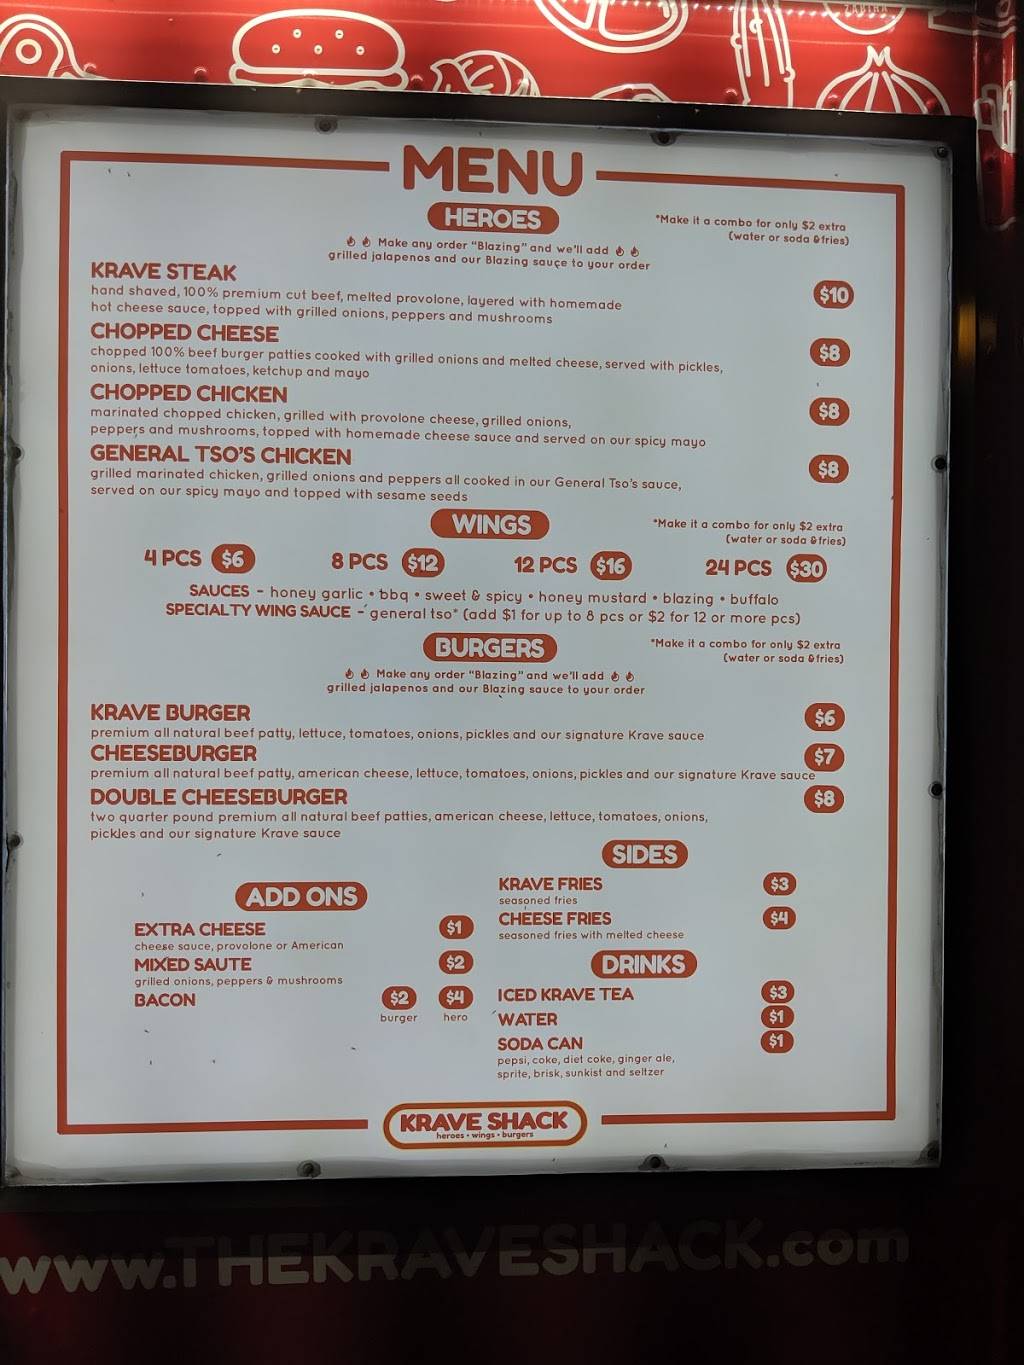 ZABIHA
MENU
HEROES
*Make it a combo for only $2 extra
(water or soda & fries)
Make any order "Blazing" and we'll add
grilled jalapenos and our Blazing sauce to your order
KRAVE STEAK $10
hand shaved, 100% premium cut beef, melted provolone, layered with homemade
hot cheese sauce, topped with grilled onions, peppers and mushrooms
CHOPPED CHEESE $8
chopped 100% beef burger patties cooked with grilled onions and melted cheese, served with pickles,
onions, lettuce tomatoes, ketchup and mayo
CHOPPED CHICKEN $8
marinated chopped chicken, grilled with provolone cheese, grilled onions,
peppers and mushrooms, topped with homemade cheese sauce and served on our spicy mayo
GENERAL TSO'S CHICKEN $8
grilled marinated chicken, grilled onions and peppers all cooked in our General Tso's sauce,
served on our spicy mayo and topped with sesame seeds
WINGS
*Make it a combo for only $2 extra
(water or soda & fries)
4 PCS $6 8 PCS $12 12 PCS $16 24 PCS $30
SAUCES - honey garlic • bbq • sweet & spicy • honey mustard • blazing • buffalo
SPECIALTY WING SAUCE - general tso* (add $1 for up to 8 pcs or $2 for 12 or more pcs)
BURGERS
*Make it a combo for only $2 extra
(water or soda & fries)
Make any order "Blazing" and we'll add
grilled jalapenos and our Blazing sauce to your order
KRAVE BURGER $6
premium all natural beef patty, lettuce, tomatoes, onions, pickles and our signature Krave sauce
CHEESEBURGER $7
premium all natural beef patty, american cheese, lettuce, tomatoes, onions, pickles and our signature Krave sauce
DOUBLE CHEESEBURGER $8
two quarter pound premium all natural beef patties, american cheese, lettuce, tomatoes, onions,
pickles and our signature Krave sauce
ADD ONS
EXTRA CHEESE $1
cheese sauce, provolone or American
MIXED SAUTE $2
grilled onions, peppers & mushrooms
BACON $2 $4
burger hero
SIDES
KRAVE FRIES $3
seasoned fries
CHEESE FRIES $4
seasoned fries with melted cheese
DRINKS
ICED KRAVE TEA $3
WATER $1
SODA CAN $1
pepsi, coke, diet coke, ginger ale,
sprite, brisk, sunkist and seltzer
KRAVE SHACK
heroes • wings • burgers
www.THEKRAVESHACK.com